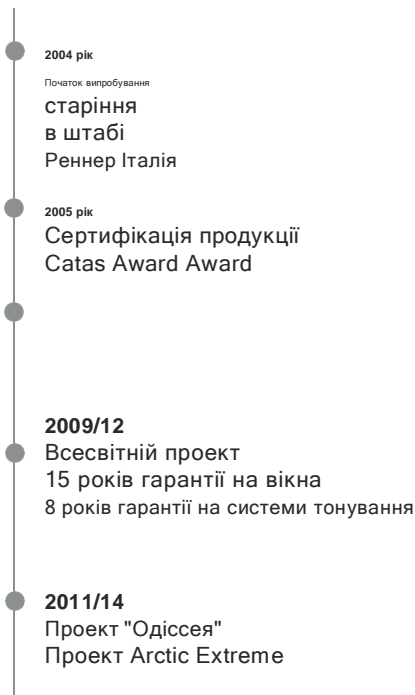 2004 рік
Початок випробування
старіння
в штабі
Реннер Італія
2005 рік
Сертифікація продукції
Catas Award Award
2009/12
Всесвітній проект
15 років гарантії на вікна
8 років гарантії на системи тонування
2011/14
Проект "Одіссея"
Проект Arctic Extreme